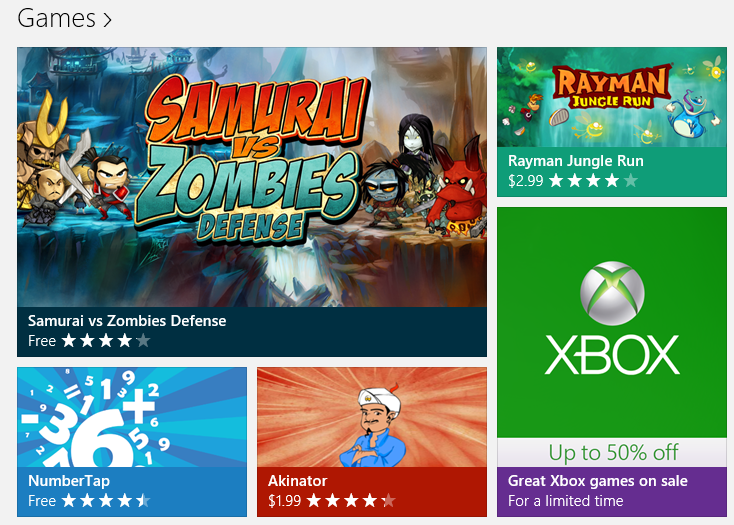 Games >
SAMURAI
VS
ZOMBIES
DEFENSE
Samurai vs Zombies Defense
Free
RAYMAN
JUNGLE RUN
Rayman Jungle Run
$2.99
XBOX
Up to 50% off
Great Xbox games on sale
For a limited time
NumberTap
Free
Akinator
$1.99